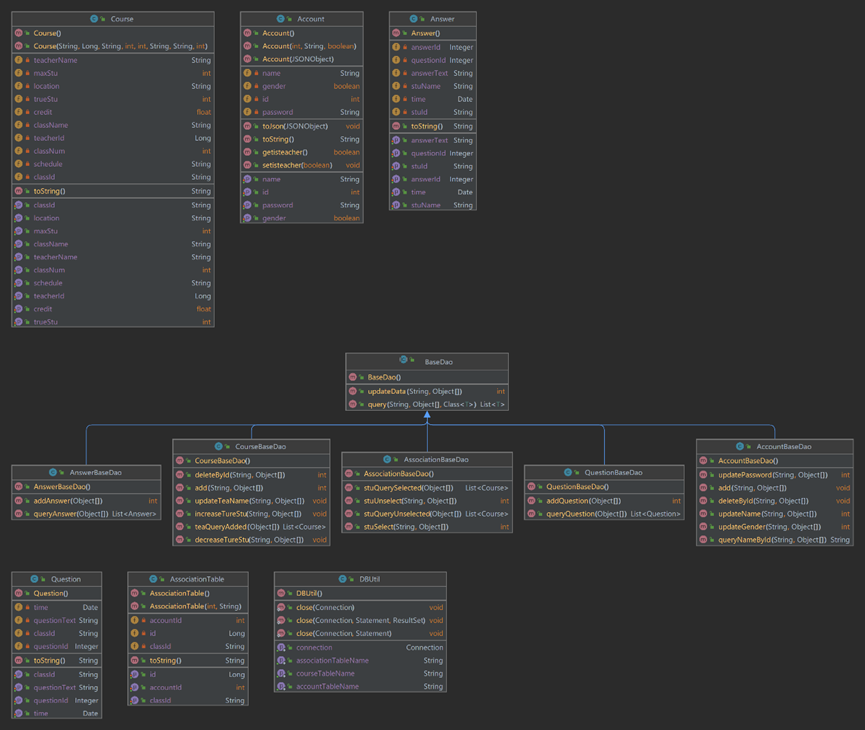 Course
Course()
Course(String, Long, String, int, int, String, String, int)
teacherName String
maxStu int
location String
trueStu int
credit float
className String
teacherId Long
classNum int
schedule String
classId String
toString() String
classId String
location String
maxStu int
className String
teacherName String
classNum int
schedule String
teacherId Long
credit float
trueStu int
Account
Account()
Account(int, String, boolean)
Account(JSONObject)
name String
gender boolean
id int
password String
toJson(JSONObject) void
toString() String
getisteacher() boolean
setisteacher(boolean) void
name String
id int
password String
gender boolean
Answer
Answer()
answerId Integer
questionId Integer
answerText String
stuName String
time Date
stuId String
toString() String
answerText String
questionId Integer
stuId String
answerId Integer
time Date
stuName String
BaseDao
BaseDao()
updateData(String, Object[]) int
query(String, Object[], Class<?>) List<?>
AnswerBaseDao
AnswerBaseDao()
addAnswer(Object[]) int
queryAnswer(Object[]) List<Answer>
CourseBaseDao
CourseBaseDao()
deleteById(String, Object[]) int
add(String, Object[]) int
updateTeaName(String, Object[]) void
increaseTureStu(String, Object[]) void
teaQueryAdded(Object[]) List<Course>
decreaseTureStu(String, Object[]) void
AssociationBaseDao
AssociationBaseDao()
stuQuerySelected(Object[]) List<Course>
stuUnselect(String, Object[]) int
stuQueryUnselected(Object[]) List<Course>
stuSelect(String, Object[]) int
QuestionBaseDao
QuestionBaseDao()
addQuestion(Object[]) int
queryQuestion(Object[]) List<Question>
AccountBaseDao
AccountBaseDao()
updatePassword(String, Object[]) int
add(String, Object[]) void
deleteById(String, Object[]) void
updateName(String, Object[]) int
updateGender(String, Object[]) int
queryNameById(String, Object[]) String
Question
Question()
time Date
questionText String
classId String
questionId Integer
toString() String
classId String
questionText String
questionId Integer
time Date
AssociationTable
AssociationTable()
AssociationTable(int, String)
accountId int
id Long
classId String
toString() String
id Long
accountId int
classId String
DBUtil
DBUtil()
close(Connection) void
close(Connection, Statement, ResultSet) void
close(Connection, Statement) void
connection Connection
associationTableName String
courseTableName String
accountTableName String